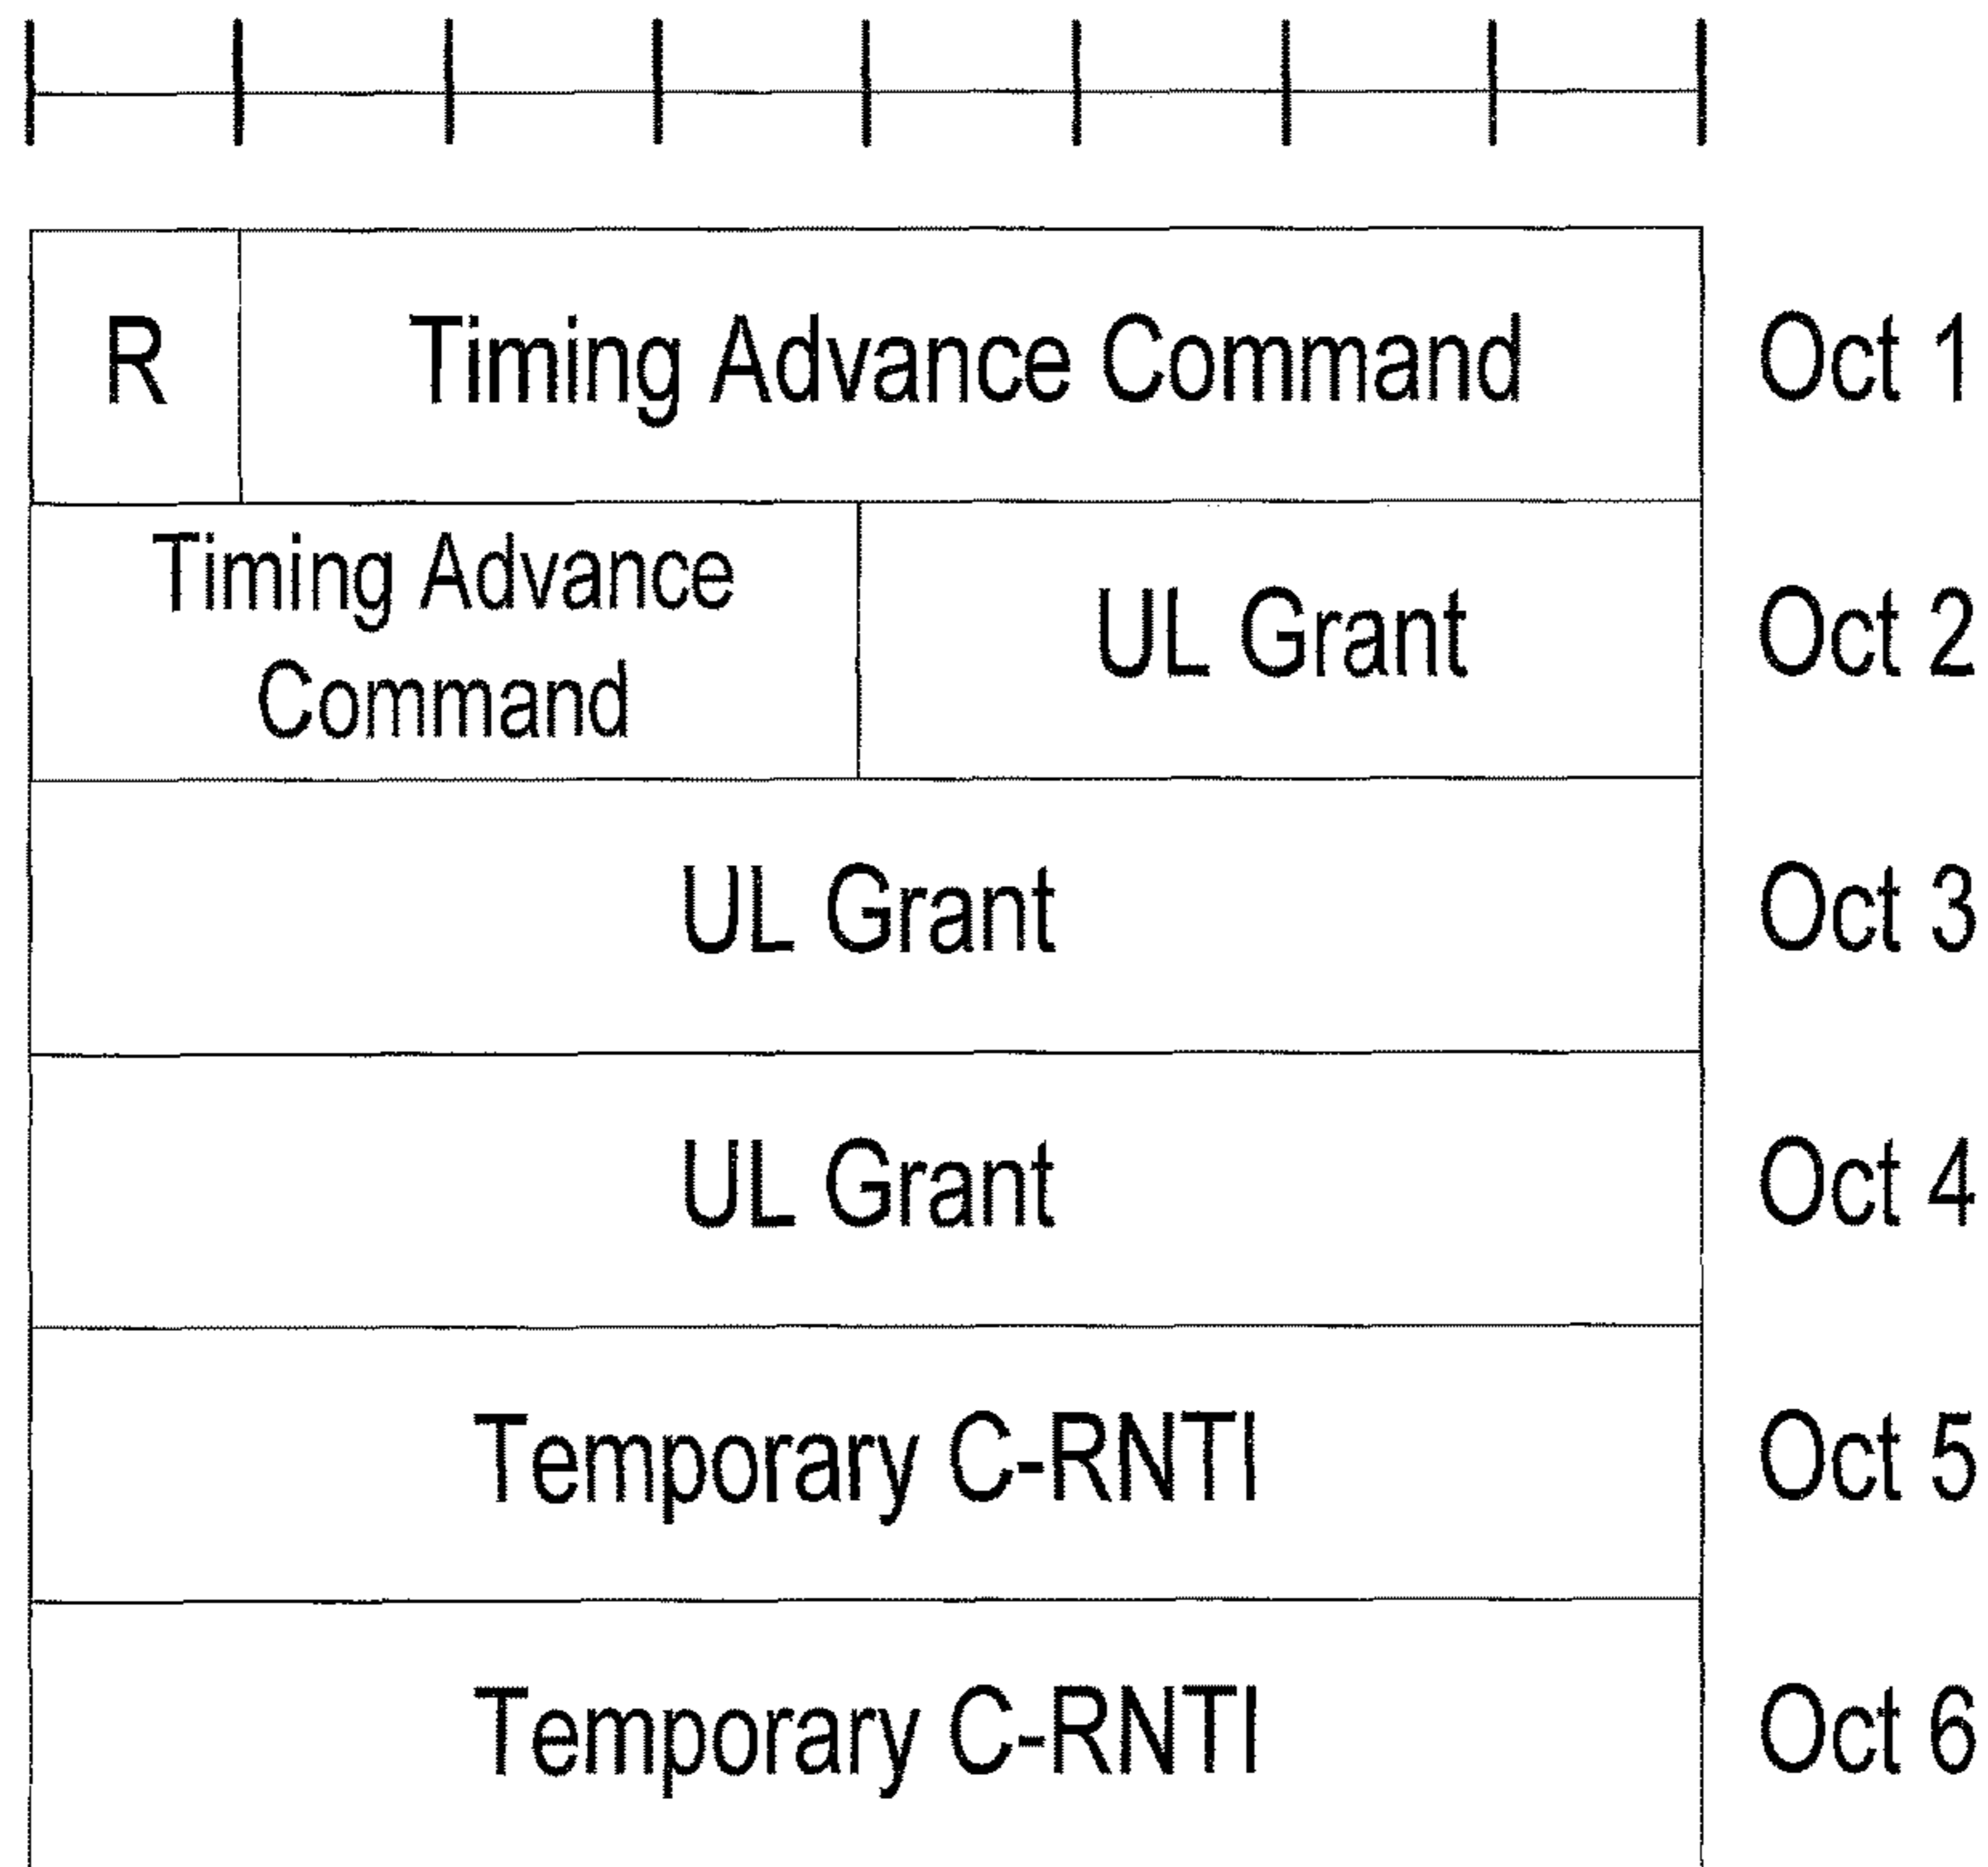 R Timing Advance Command Oct 1
Timing Advance
Command
UL Grant Oct 2
UL Grant Oct 3
UL Grant Oct 4
Temporary C-RNTI Oct 5
Temporary C-RNTI Oct 6